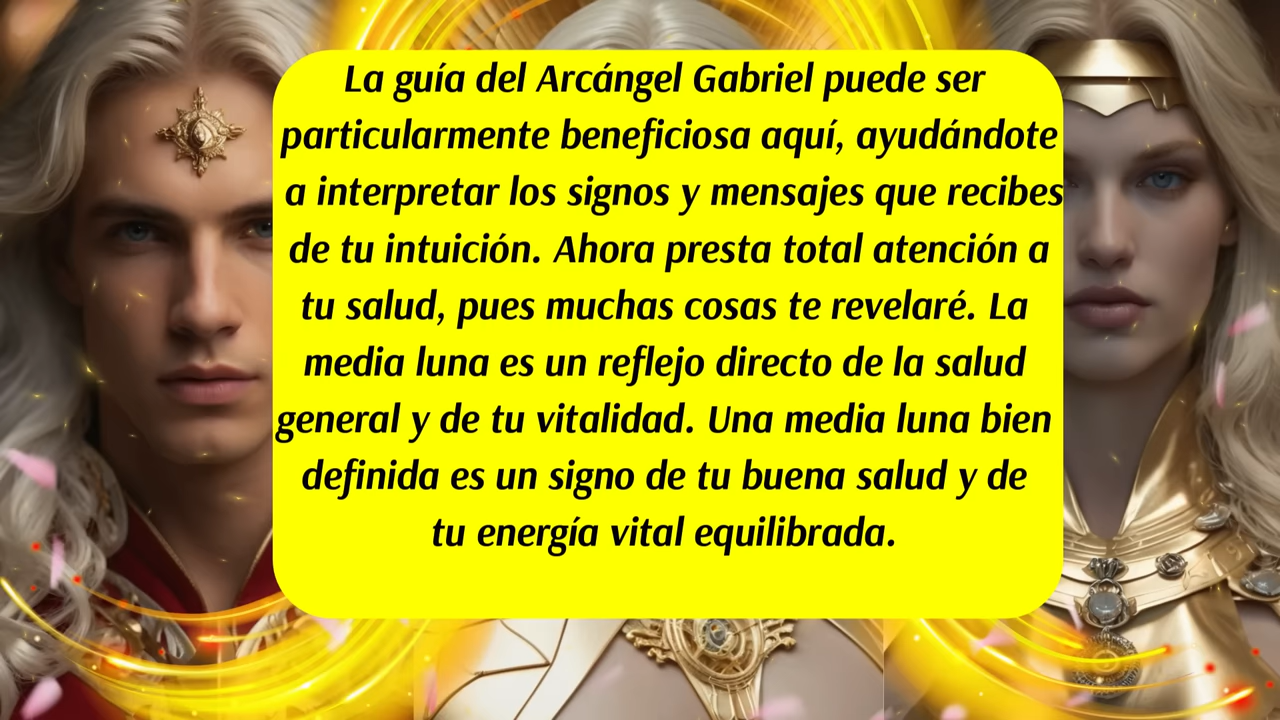 La guía del Arcángel Gabriel puede ser
particularmente beneficiosa aquí, ayudándote
a interpretar los signos y mensajes que recibes
de tu intuición. Ahora presta total atención a
tu salud, pues muchas cosas te revelaré. La
media luna es un reflejo directo de la salud
general y de tu vitalidad. Una media luna bien
definida es un signo de tu buena salud y de
tu energía vital equilibrada.